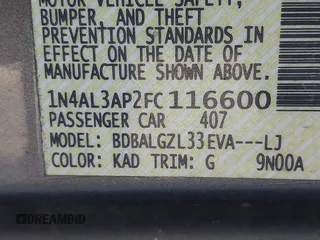 MOTOR VEHICLE SAFETY,
BUMPER, AND THEFT
PREVENTION STANDARDS IN
EFFECT ON THE DATE OF
MANUFACTURE SHOWN ABOVE.
1N4AL3AP2FC116600
PASSENGER CAR 407
MODEL: BDBALGZL33EVA---LJ
COLOR: KAD TRIM: G 9N00A
DREAMBID